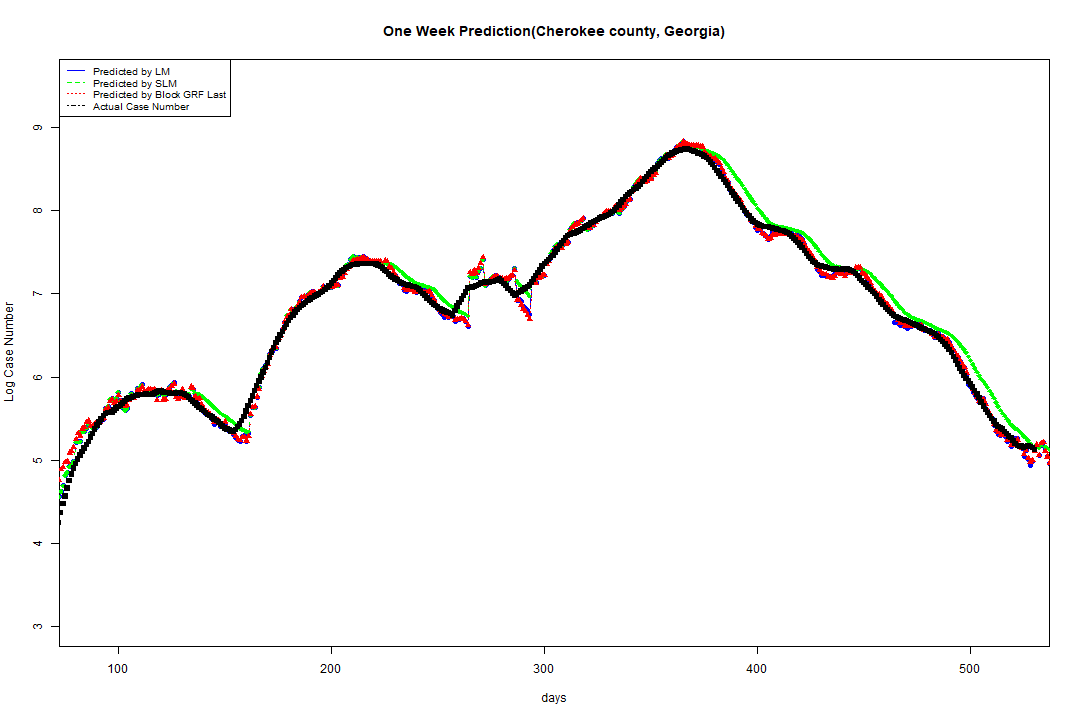 One Week Prediction(Cherokee county, Georgia)
Predicted by LM
Predicted by SLM
Predicted by Block GRF Last
Actual Case Number
9
8
7
6
5
4
3
Log Case Number
100 200 300 400 500
days